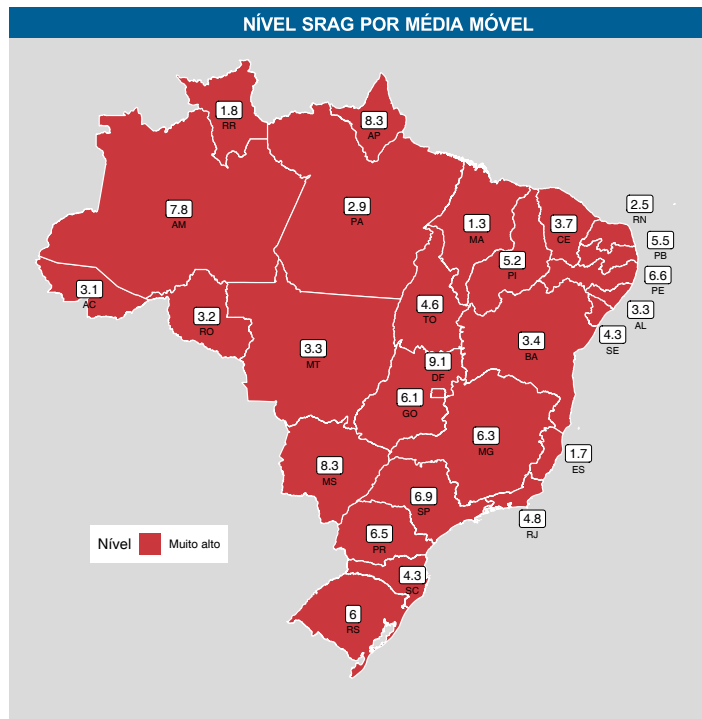 NÍVEL SRAG POR MÉDIA MÓVEL
1.8
RR
8.3
AP
7.8
AM
2.9
PA
1.3
MA
3.7
CE
2.5
RN
5.5
PB
5.2
PI
6.6
PE
3.1
AC
3.2
RO
4.6
TO
3.3
AL
4.3
SE
3.3
MT
3.4
BA
9.1
DF
6.1
GO
6.3
MG
1.7
ES
8.3
MS
6.9
SP
4.8
RJ
6.5
PR
Nível Muito alto
4.3
SC
6
RS